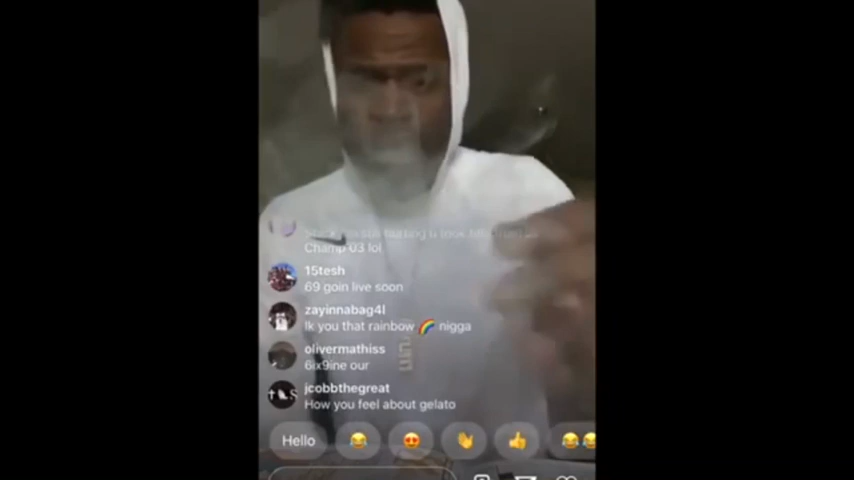 Champ 03 lol
15tesh
69 goin live soon
zayinnabag4l
Ik you that rainbow 🌈 nigga
olivermathiss
6ix9ine our
jcobbthegreat
How you feel about gelato
Hello